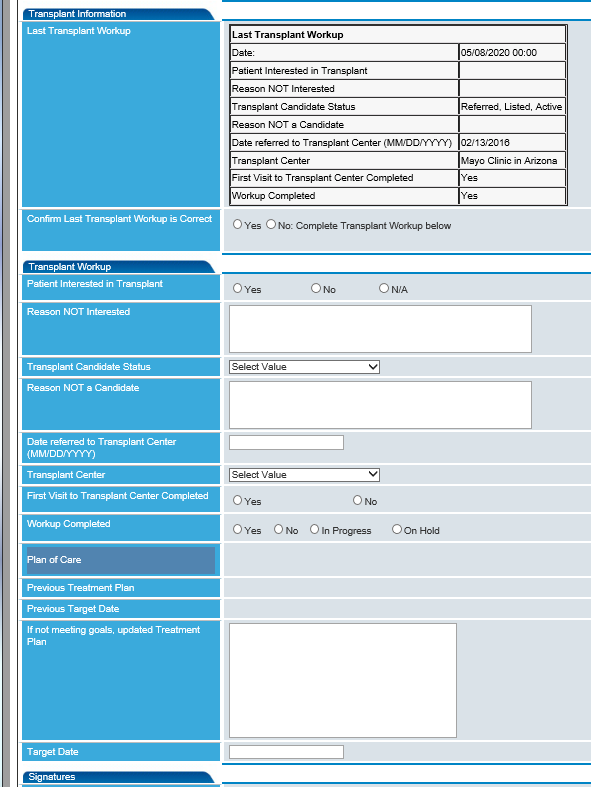 Transplant Information
Last Transplant Workup
Last Transplant Workup
Date: 05/08/2020 00:00
Patient Interested in Transplant
Reason NOT Interested
Transplant Candidate Status Referred, Listed, Active
Reason NOT a Candidate
Date referred to Transplant Center (MM/DD/YYYY) 02/13/2016
Transplant Center Mayo Clinic in Arizona
First Visit to Transplant Center Completed Yes
Workup Completed Yes
Confirm Last Transplant Workup is Correct Yes No: Complete Transplant Workup below
Transplant Workup
Patient Interested in Transplant Yes No N/A
Reason NOT Interested
Transplant Candidate Status Select Value
Reason NOT a Candidate
Date referred to Transplant Center
(MM/DD/YYYY)
Transplant Center Select Value
First Visit to Transplant Center Completed Yes No
Workup Completed Yes No In Progress On Hold
Plan of Care
Previous Treatment Plan
Previous Target Date
If not meeting goals, updated Treatment
Plan
Target Date
Signatures